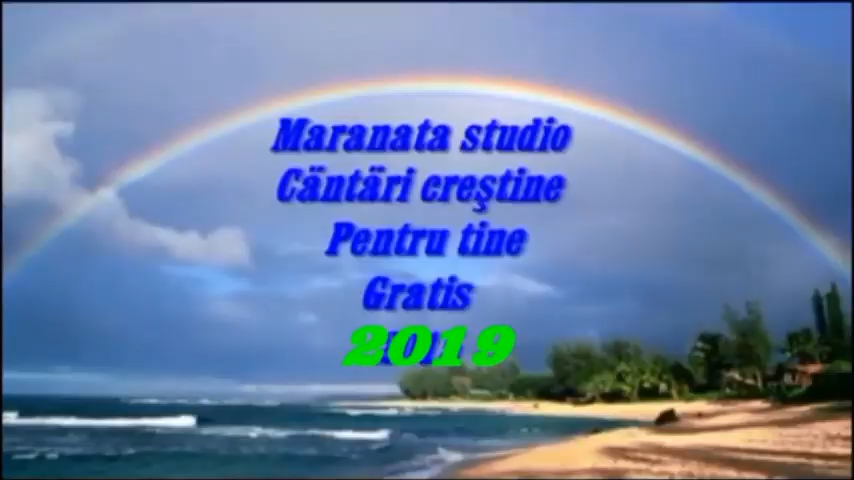 Maranata studio
Cäntäri creştine
Pentru tine
Gratis
2019